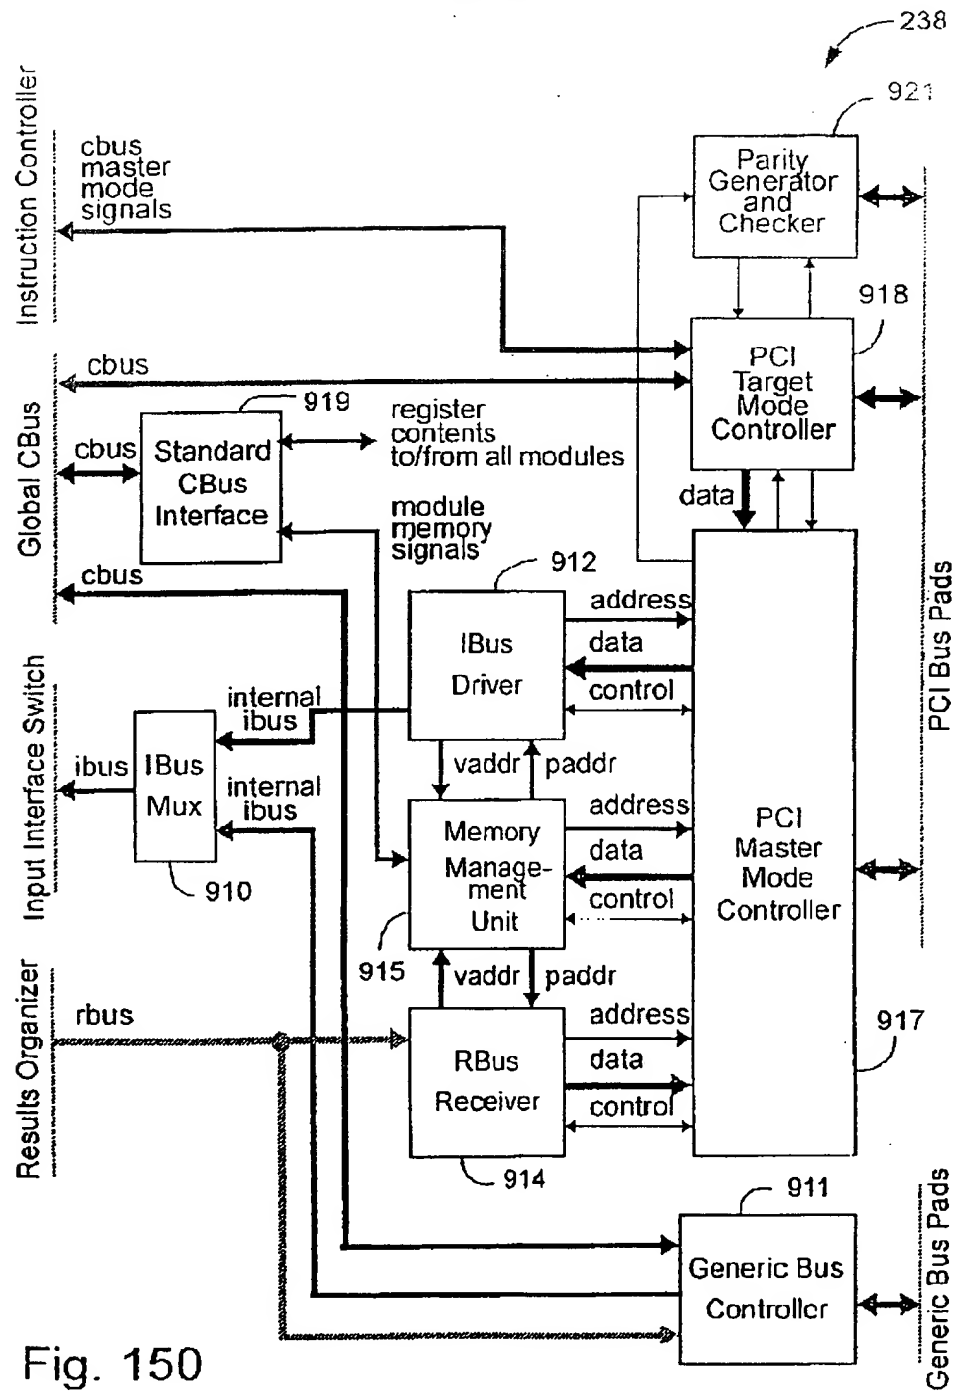 238
921
Instruction Controller
cbus
master
mode
signals
Parity
Generator
and
Checker
918
PCI
Target
Mode
Controller
cbus
919
register
contents
to/from all modules
Global CBus
cbus
Standard
CBus
Interface
data
module
memory
signals
912
cbus
IBus
Driver
address
data
control
PCI Bus Pads
Input Interface Switch
internal
ibus
vaddr
paddr
ibus
IBus
Mux
internal
ibus
910
Memory
Manage-
ment
Unit
address
data
control
PCI
Master
Mode
Controller
915
vaddr
paddr
Results Organizer
rbus
RBus
Receiver
address
data
control
917
914
911
Generic Bus
Controller
Generic Bus Pads
Fig. 150